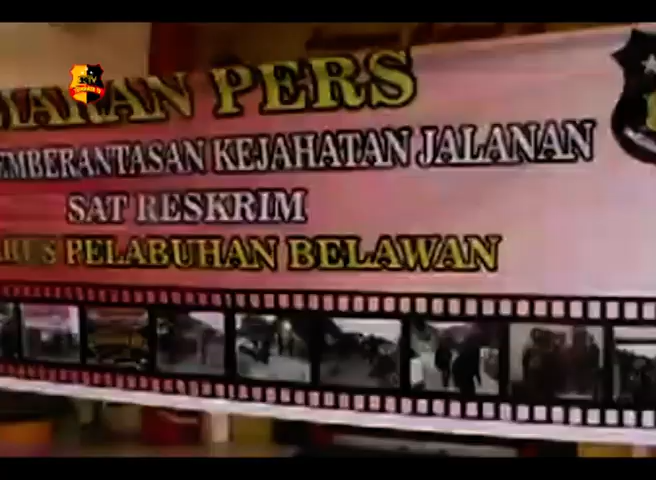 PERS
PEMBERANTASAN KEJAHATAN JALANAN
SAT RESKRIM
PELABUHAN BELAWAN